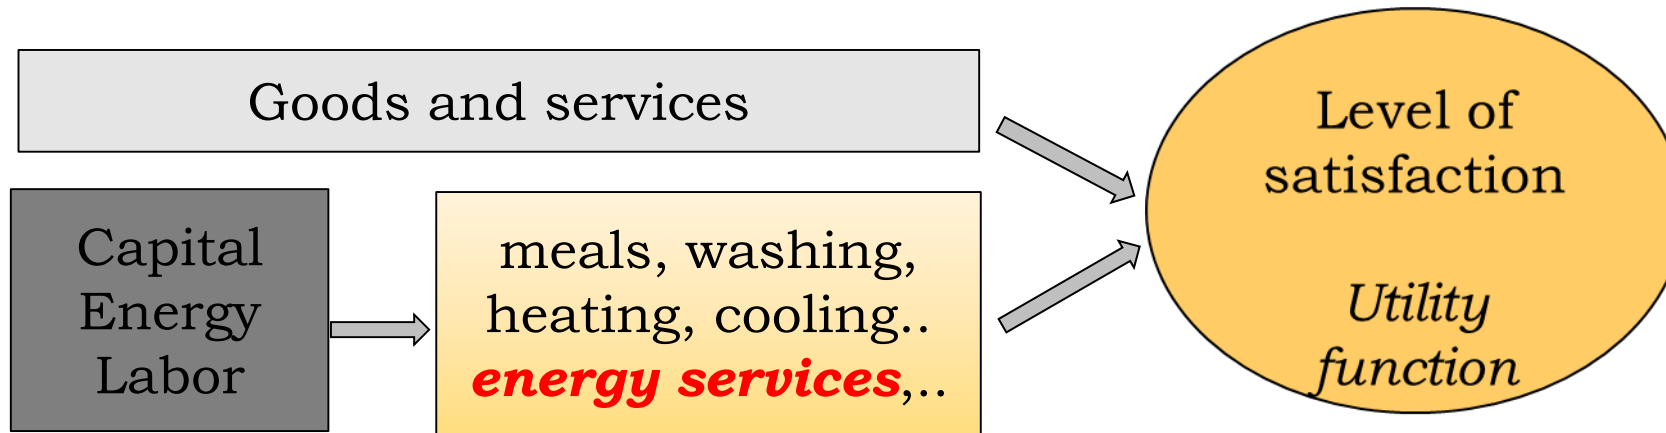 Goods and services
Capital
Energy
Labor
meals, washing,
heating, cooling..
energy services,..
Level of
satisfaction
Utility
function